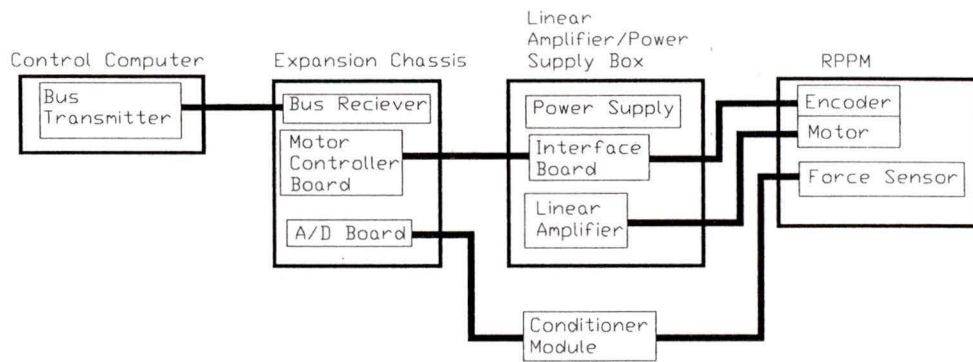 Control Computer
Bus
Transmitter
Expansion Chassis
Bus Reciever
Motor
Controller
Board
A/D Board
Linear
Amplifier/Power
Supply Box
Power Supply
Interface
Board
Linear
Amplifier
Conditioner
Module
RPPM
Encoder
Motor
Force Sensor